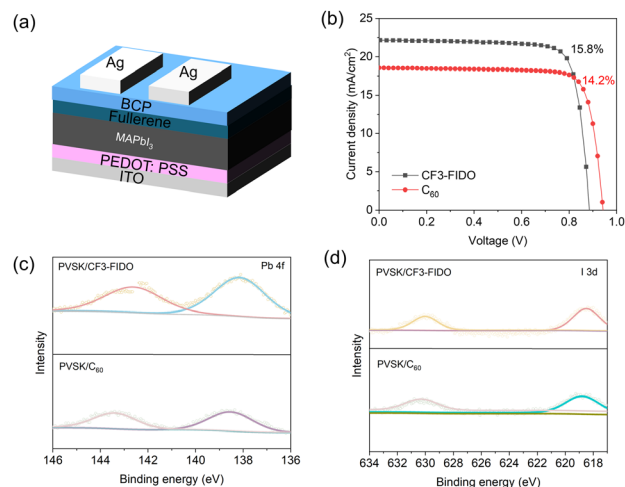 (a)
Ag
Ag
BCP
Fullerene
MAPbI₃
PEDOT: PSS
ITO
(b)
Current density (mA/cm²)
25
20
15
10
5
0
15.8%
14.2%
CF3-FIDO
C₆₀
0.0 0.2 0.4 0.6 0.8 1.0
Voltage (V)
(c)
PVSK/CF3-FIDO Pb 4f
PVSK/C₆₀
Intensity
146 144 142 140 138 136
Binding energy (eV)
(d)
PVSK/CF3-FIDO I 3d
PVSK/C₆₀
Intensity
634 632 630 628 626 624 622 620 618
Binding energy (eV)